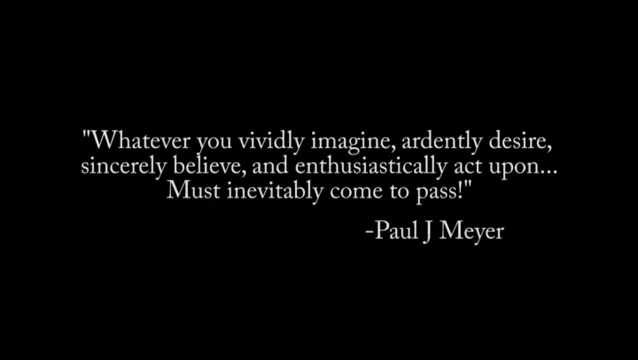 "Whatever you vividly imagine, ardently desire,
sincerely believe, and enthusiastically act upon...
Must inevitably come to pass!"
-Paul J Meyer